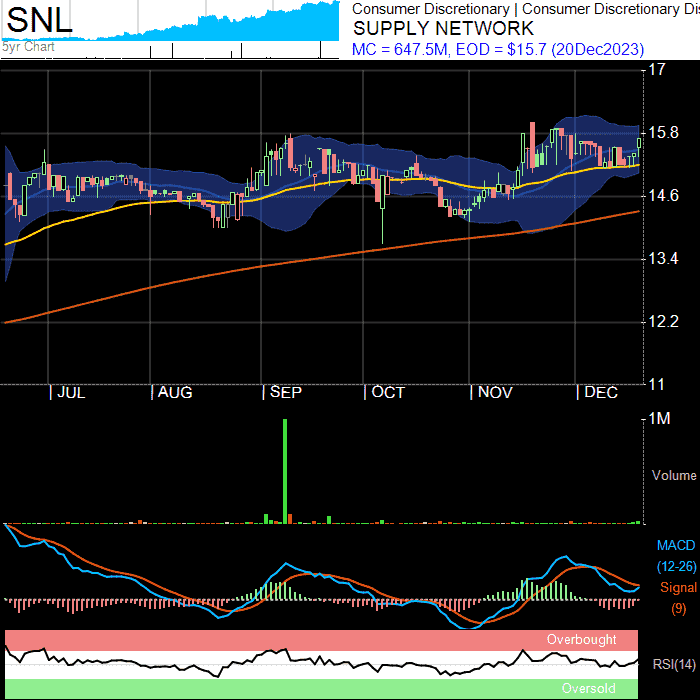 SNL
5yr Chart
Consumer Discretionary | Consumer Discretionary Dis
SUPPLY NETWORK
MC = 647.5M, EOD = $15.7 (20Dec2023)
17
15.8
14.6
13.4
12.2
11
| JUL | AUG | SEP | OCT | NOV | DEC
1M
Volume
MACD
(12-26)
Signal
(9)
Overbought
RSI(14)
Oversold